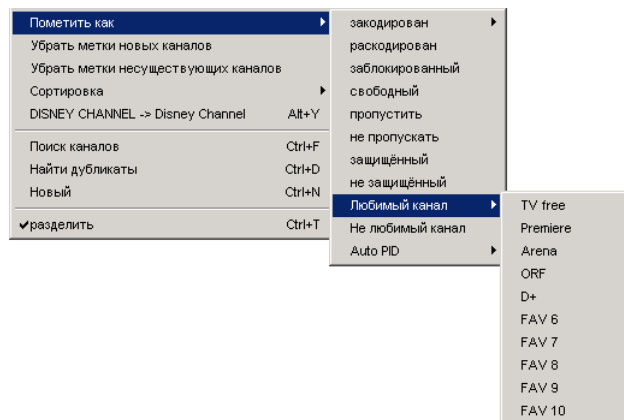 Пометить как
Убрать метки новых каналов
Убрать метки несуществующих каналов
Сортировка
DISNEY CHANNEL -> Disney Channel Alt+Y
Поиск каналов Ctrl+F
Найти дубликаты Ctrl+D
Новый Ctrl+N
разделить Ctrl+T
закодирован
раскодирован
заблокированный
свободный
пропустить
не пропускать
защищённый
не защищённый
Любимый канал
Не любимый канал
Auto PID
TV free
Premiere
Arena
ORF
D+
FAV 6
FAV 7
FAV 8
FAV 9
FAV 10